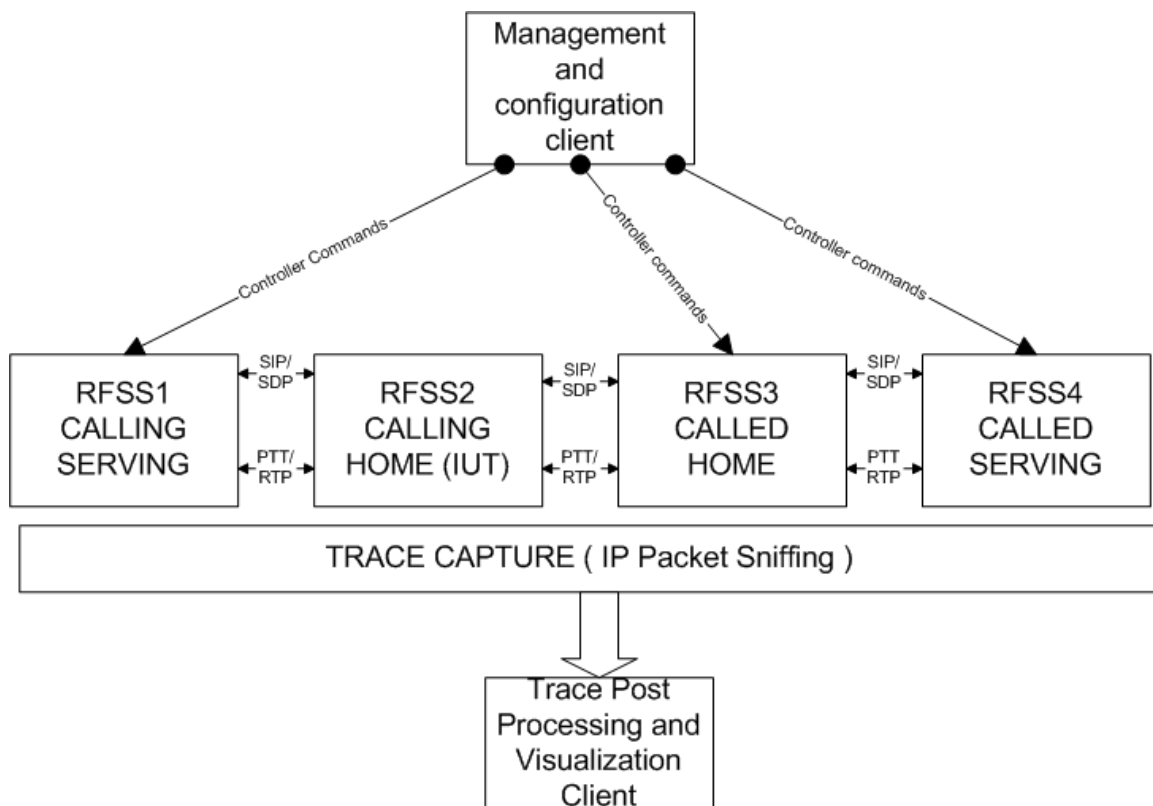 Management
and
configuration
client
Controller Commands
Controller commands
Controller commands
RFSS1
CALLING
SERVING
SIP/
SDP
PTT/
RTP
RFSS2
CALLING
HOME (IUT)
SIP/
SDP
PTT/
RTP
RFSS3
CALLED
HOME
SIP/
SDP
PTT
RTP
RFSS4
CALLED
SERVING
TRACE CAPTURE ( IP Packet Sniffing )
Trace Post
Processing and
Visualization
Client